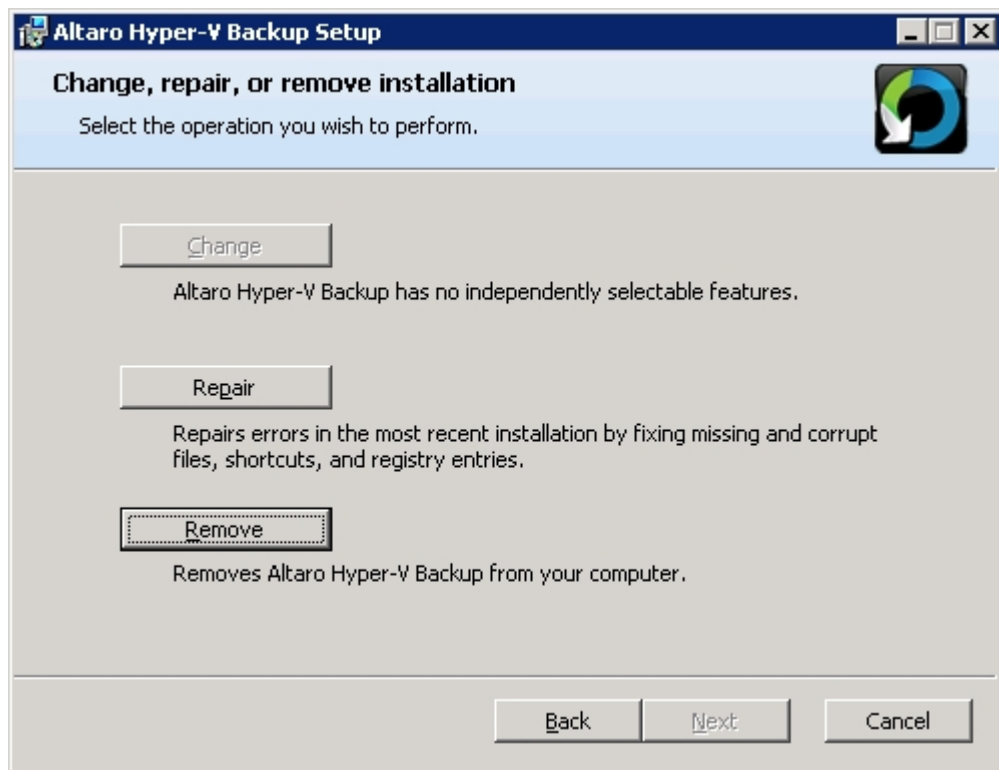 Altaro Hyper-V Backup Setup
Change, repair, or remove installation
Select the operation you wish to perform.
Change
Altaro Hyper-V Backup has no independently selectable features.
Repair
Repairs errors in the most recent installation by fixing missing and corrupt
files, shortcuts, and registry entries.
Remove
Removes Altaro Hyper-V Backup from your computer.
Back Next Cancel